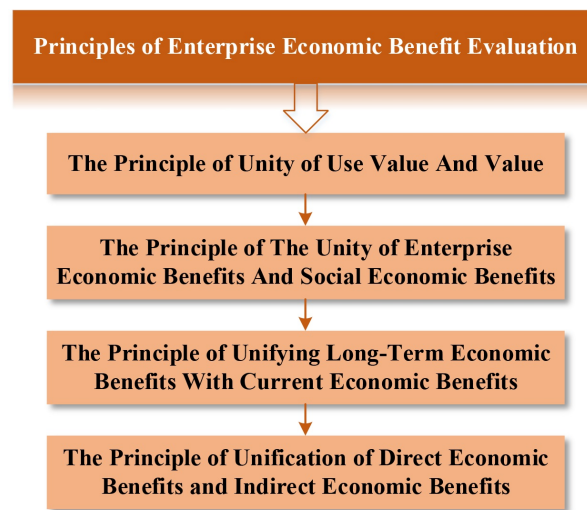 Principles of Enterprise Economic Benefit Evaluation
The Principle of Unity of Use Value And Value
The Principle of The Unity of Enterprise
Economic Benefits And Social Economic Benefits
The Principle of Unifying Long-Term Economic
Benefits With Current Economic Benefits
The Principle of Unification of Direct Economic
Benefits and Indirect Economic Benefits